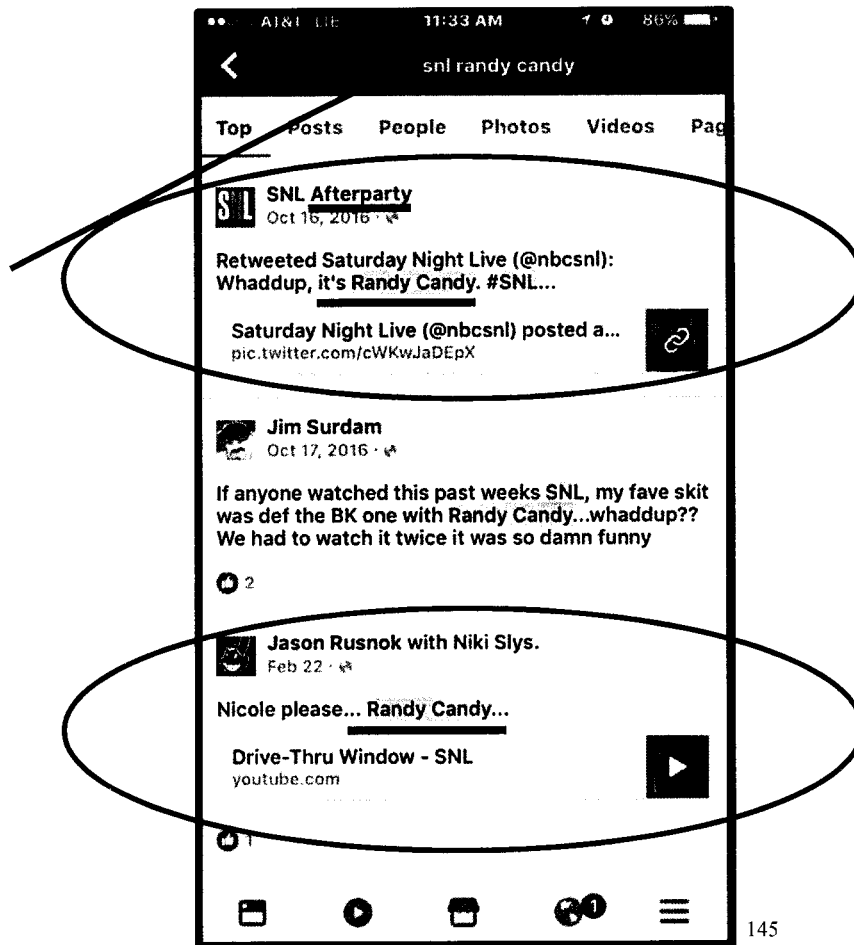 AT&T LTE 11:33 AM 86%
snl randy candy
Top Posts People Photos Videos Pag
SNL
SNL Afterparty
Oct 16, 2016 ·
Retweeted Saturday Night Live (@nbcsnl):
Whaddup, it's Randy Candy. #SNL...
Saturday Night Live (@nbcsnl) posted a...
pic.twitter.com/cWKwJaDEpX
Jim Surdam
Oct 17, 2016 ·
If anyone watched this past weeks SNL, my fave skit
was def the BK one with Randy Candy...whaddup??
We had to watch it twice it was so damn funny
2
Jason Rusnok with Niki Slys.
Feb 22 ·
Nicole please... Randy Candy...
Drive-Thru Window - SNL
youtube.com
1
1
145